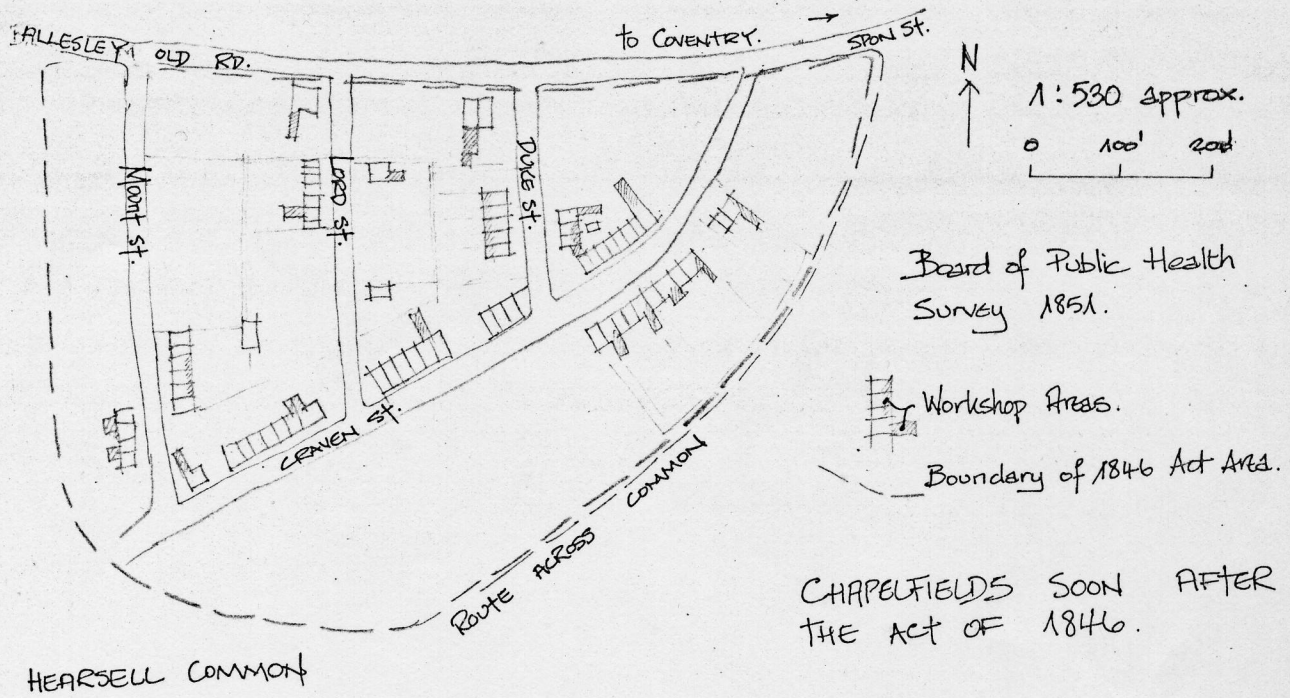 ALLESLEY OLD RD.
to COVENTRY.
SPON St.
N
1:530 approx.
0 100' 200'
Mount St.
LORD St.
DUKE St.
Board of Public Health
Survey 1851.
Workshop Areas.
CRAVEN St.
Boundary of 1846 Act Area.
ROUTE ACROSS COMMON
CHAPELFIELDS SOON AFTER
THE ACT OF 1846.
HEARSELL COMMON